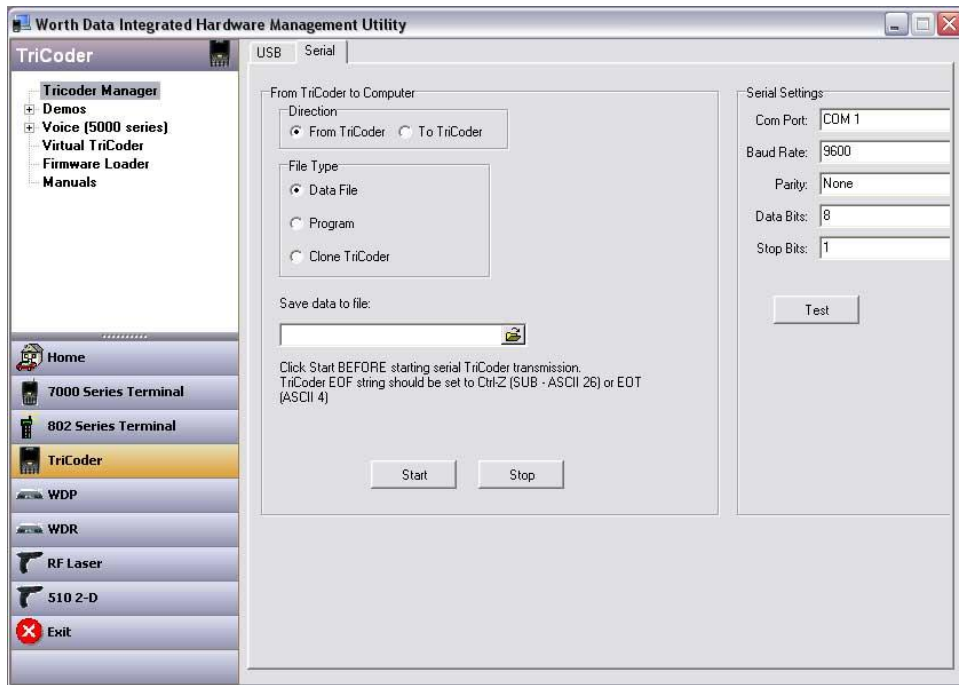 Worth Data Integrated Hardware Management Utility
TriCoder
Tricoder Manager
Demos
Voice (5000 series)
Virtual TriCoder
Firmware Loader
Manuals
Home
7000 Series Terminal
802 Series Terminal
TriCoder
WDP
WDR
RF Laser
510 2-D
Exit
USB Serial
From TriCoder to Computer
Direction
From TriCoder To TriCoder
File Type
Data File
Program
Clone TriCoder
Save data to file:
Click Start BEFORE starting serial TriCoder transmission.
TriCoder EOF string should be set to Ctrl-Z (SUB - ASCII 26) or EOT
(ASCII 4)
Start Stop
Serial Settings
Com Port: COM 1
Baud Rate: 9600
Parity: None
Data Bits: 8
Stop Bits: 1
Test